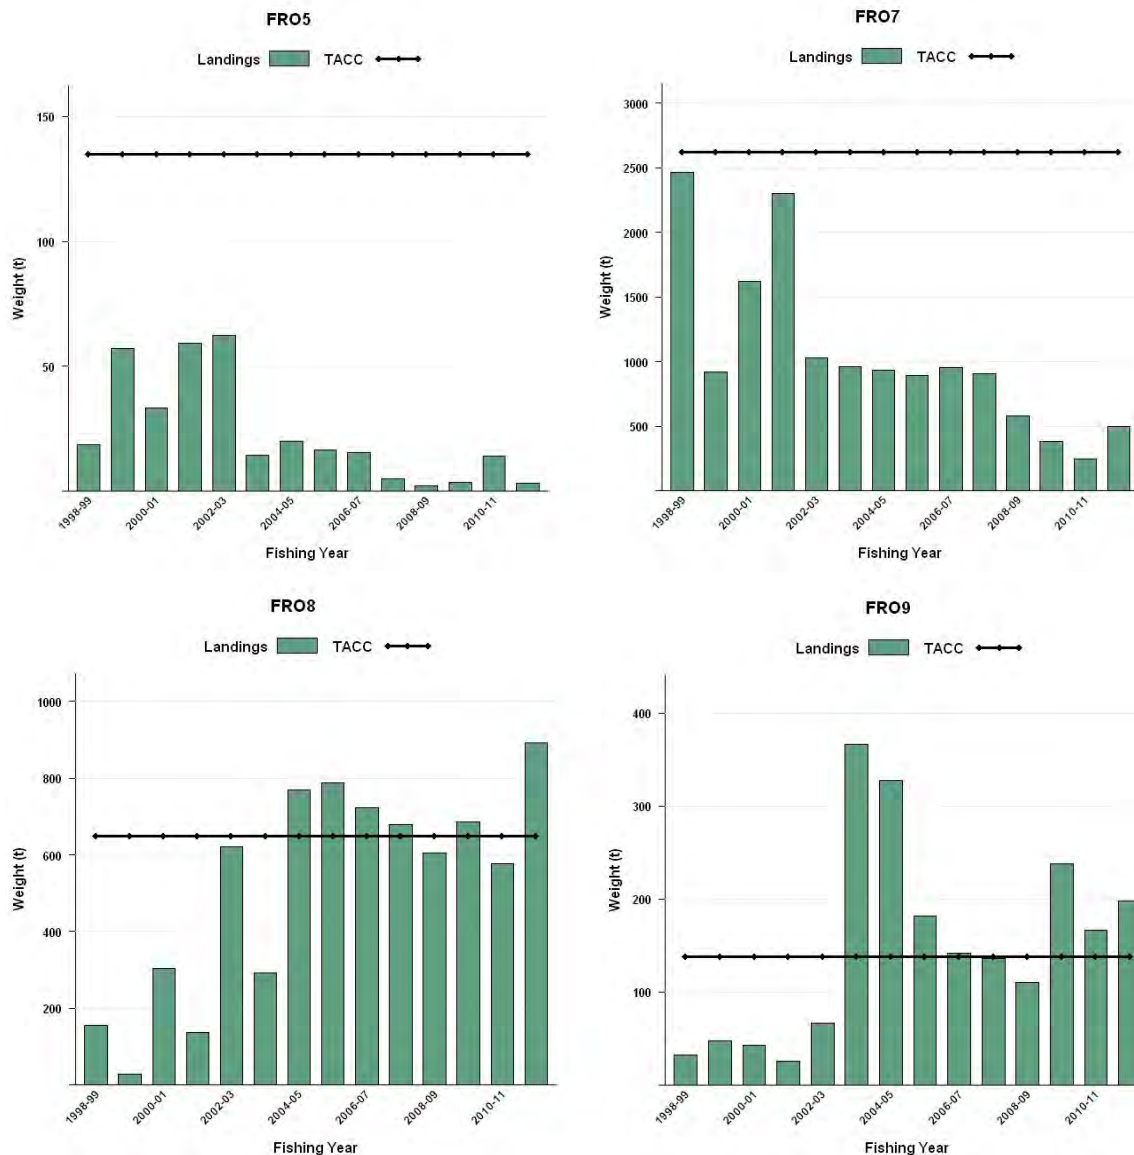 FRO5
Landings TACC
150
100
50
Weight (t)
1998-99 2000-01 2002-03 2004-05 2006-07 2008-09 2010-11
Fishing Year
FRO7
Landings TACC
3000
2500
2000
1500
1000
500
Weight (t)
1998-99 2000-01 2002-03 2004-05 2006-07 2008-09 2010-11
Fishing Year
FRO8
Landings TACC
1000
800
600
400
200
Weight (t)
1998-99 2000-01 2002-03 2004-05 2006-07 2008-09 2010-11
Fishing Year
FRO9
Landings TACC
400
300
200
100
Weight (t)
1998-99 2000-01 2002-03 2004-05 2006-07 2008-09 2010-11
Fishing Year